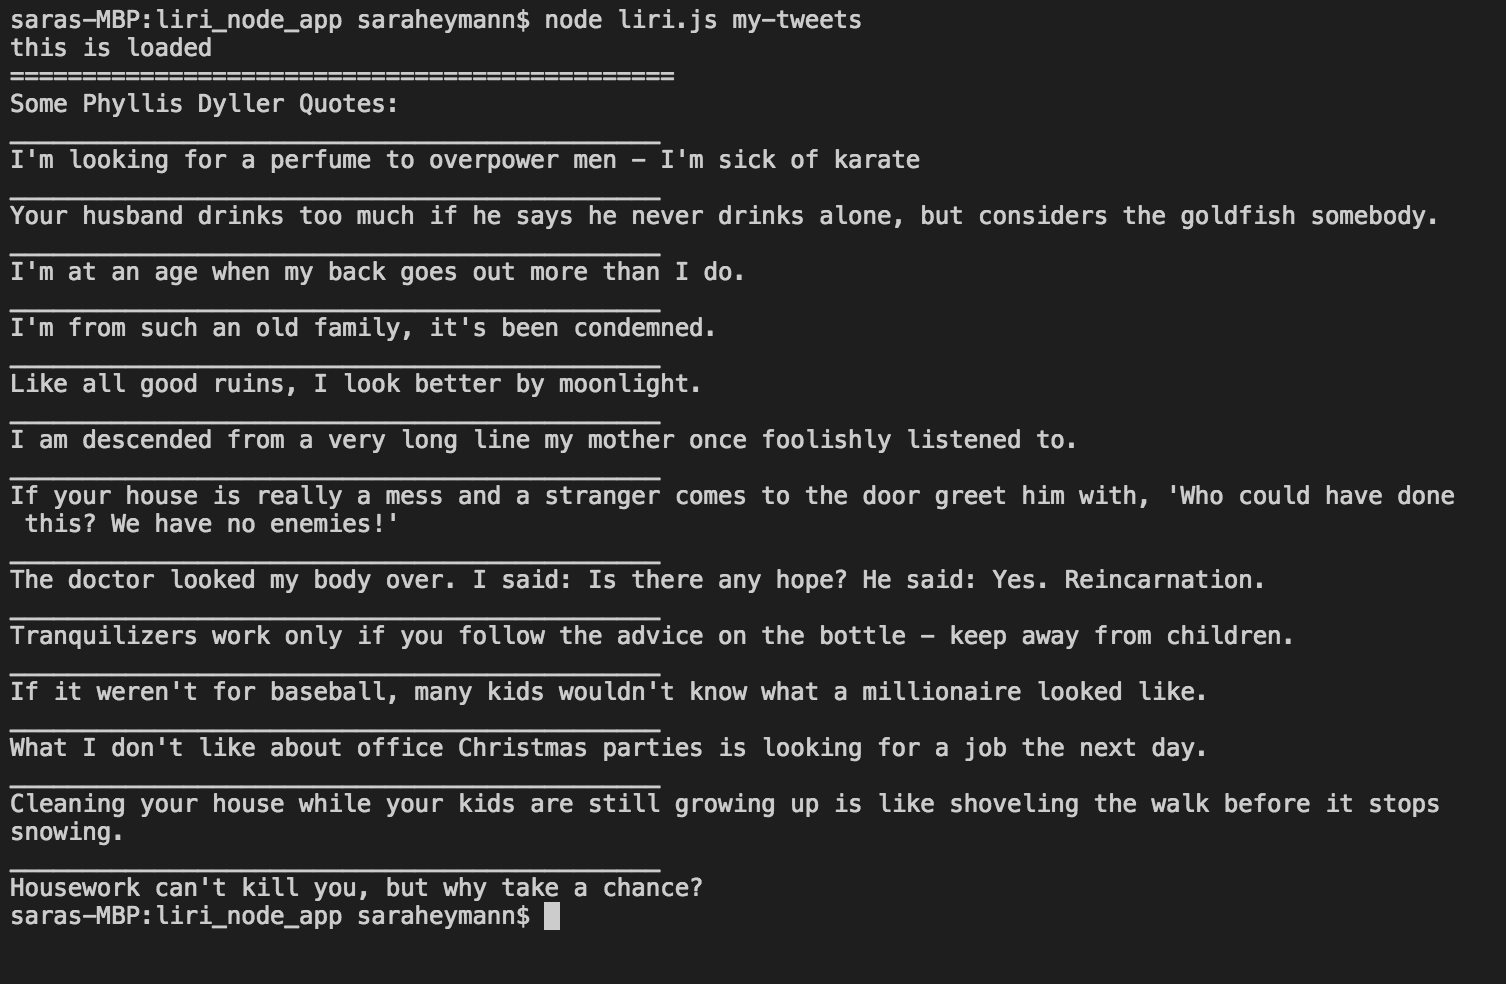 saras-MBP:liri_node_app saraheymann$ node liri.js my-tweets
this is loaded
==============================================
Some Phyllis Dyller Quotes:
_____________________________________________
I'm looking for a perfume to overpower men – I'm sick of karate
_____________________________________________
Your husband drinks too much if he says he never drinks alone, but considers the goldfish somebody.
_____________________________________________
I'm at an age when my back goes out more than I do.
_____________________________________________
I'm from such an old family, it's been condemned.
_____________________________________________
Like all good ruins, I look better by moonlight.
_____________________________________________
I am descended from a very long line my mother once foolishly listened to.
_____________________________________________
If your house is really a mess and a stranger comes to the door greet him with, 'Who could have done
 this? We have no enemies!'
_____________________________________________
The doctor looked my body over. I said: Is there any hope? He said: Yes. Reincarnation.
_____________________________________________
Tranquilizers work only if you follow the advice on the bottle – keep away from children.
_____________________________________________
If it weren't for baseball, many kids wouldn't know what a millionaire looked like.
_____________________________________________
What I don't like about office Christmas parties is looking for a job the next day.
_____________________________________________
Cleaning your house while your kids are still growing up is like shoveling the walk before it stops
snowing.
_____________________________________________
Housework can't kill you, but why take a chance?
saras-MBP:liri_node_app saraheymann$